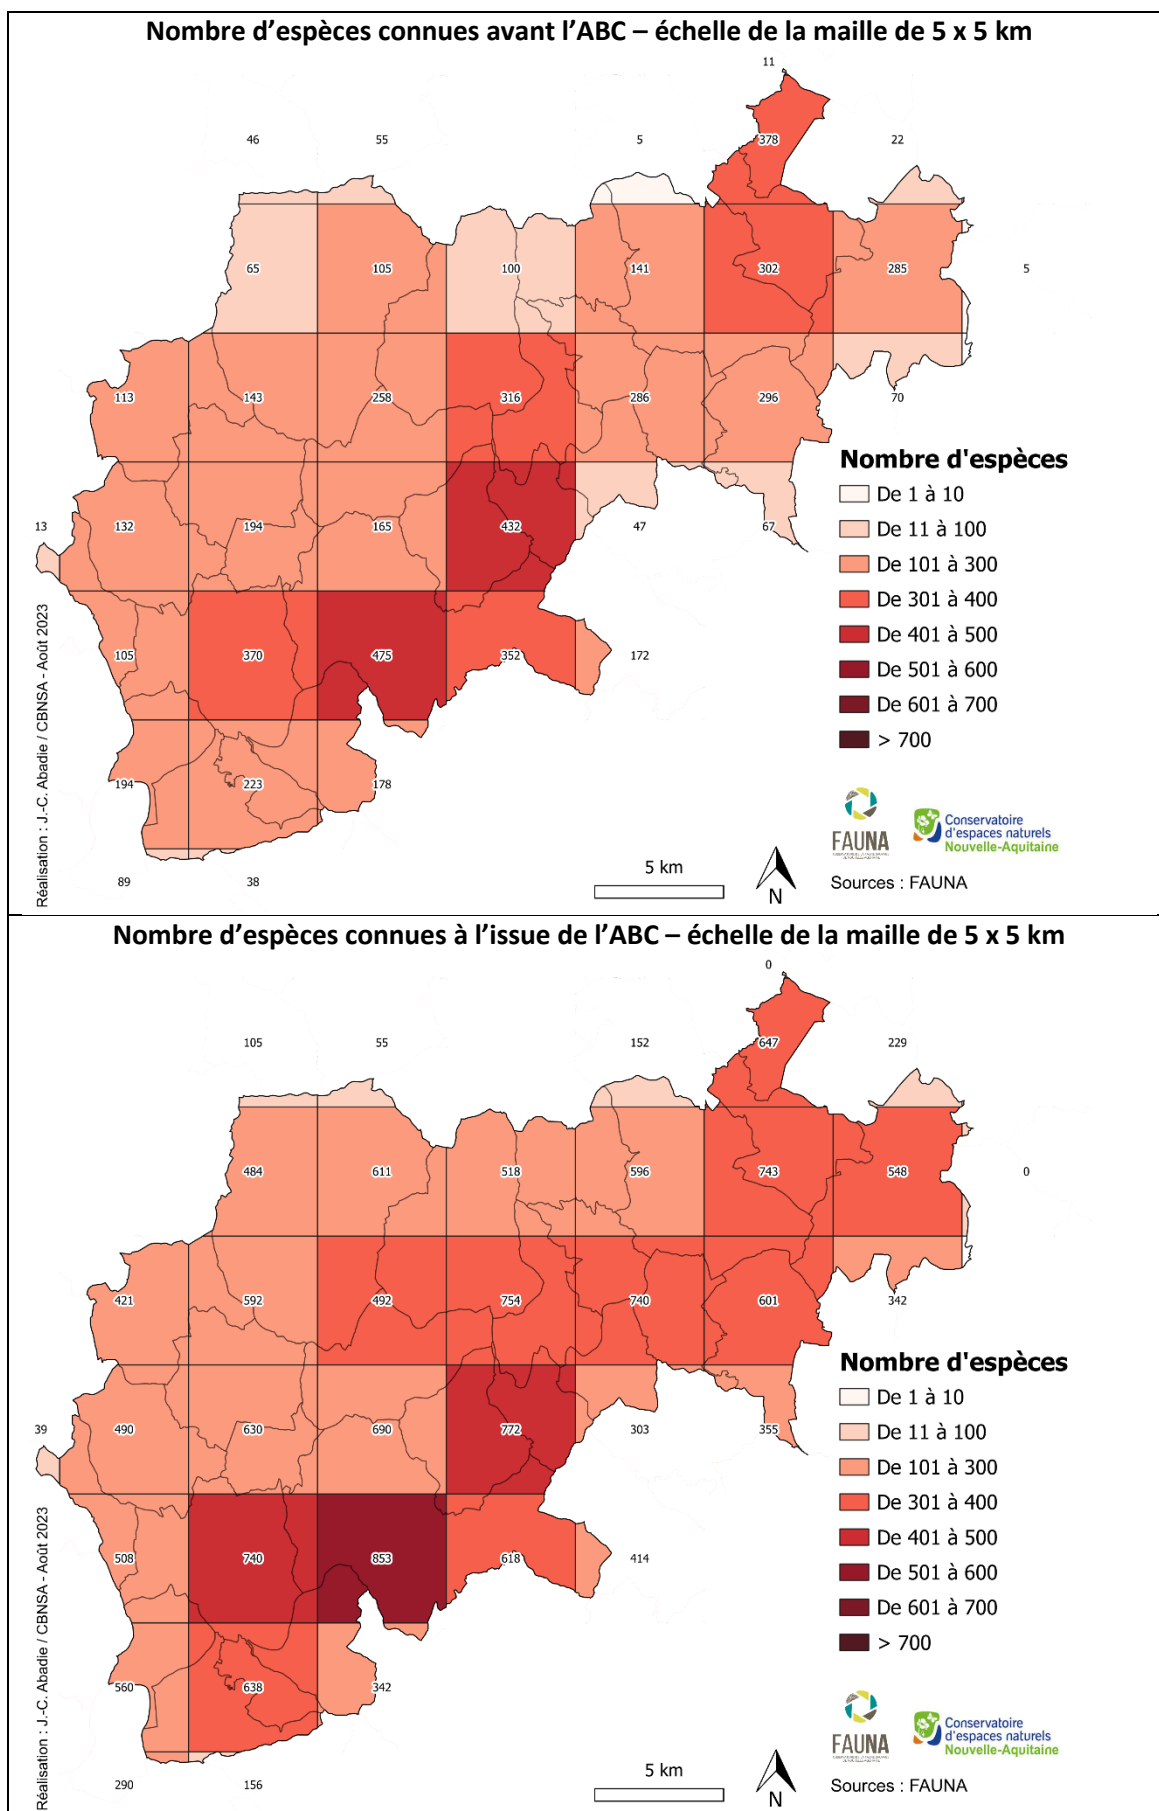 Nombre d’espèces connues avant l’ABC – échelle de la maille de 5 x 5 km
11
46 55 5 378 22
65 105 100 141 302 285 5
113 143 258 316 286 296 70
Nombre d'espèces
De 1 à 10
De 11 à 100
De 101 à 300
De 301 à 400
De 401 à 500
De 501 à 600
De 601 à 700
> 700
13 132 194 165 432 47 67
105 370 475 352 172
194 223 178
89 38
Réalisation : J.-C. Abadie / CBNSA - Août 2023
5 km
N
FAUNA
Conservatoire
d'espaces naturels
Nouvelle-Aquitaine
Sources : FAUNA
Nombre d’espèces connues à l’issue de l’ABC – échelle de la maille de 5 x 5 km
0
105 55 152 647 229
484 611 518 596 743 548 0
421 592 492 754 740 601 342
Nombre d'espèces
De 1 à 10
De 11 à 100
De 101 à 300
De 301 à 400
De 401 à 500
De 501 à 600
De 601 à 700
> 700
39 490 630 690 772 303 355
508 740 853 618 414
560 638 342
290 156
Réalisation : J.-C. Abadie / CBNSA - Août 2023
5 km
N
FAUNA
Conservatoire
d'espaces naturels
Nouvelle-Aquitaine
Sources : FAUNA